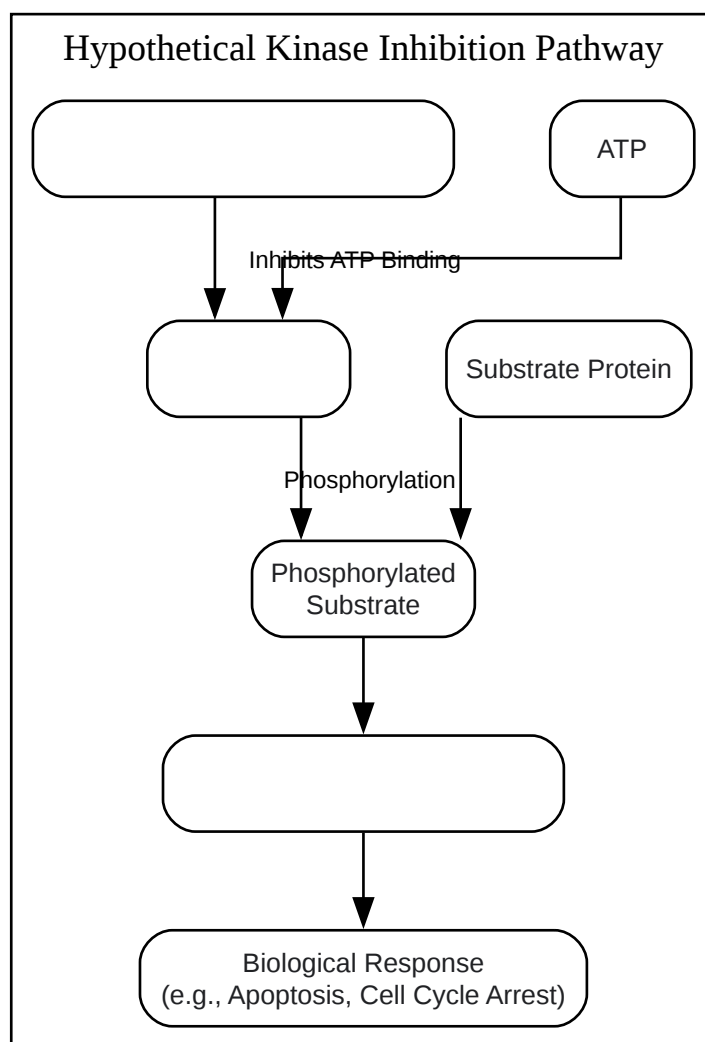 Hypothetical Kinase Inhibition Pathway
ATP
Inhibits ATP Binding
Substrate Protein
Phosphorylation
Phosphorylated
Substrate
Biological Response
(e.g., Apoptosis, Cell Cycle Arrest)